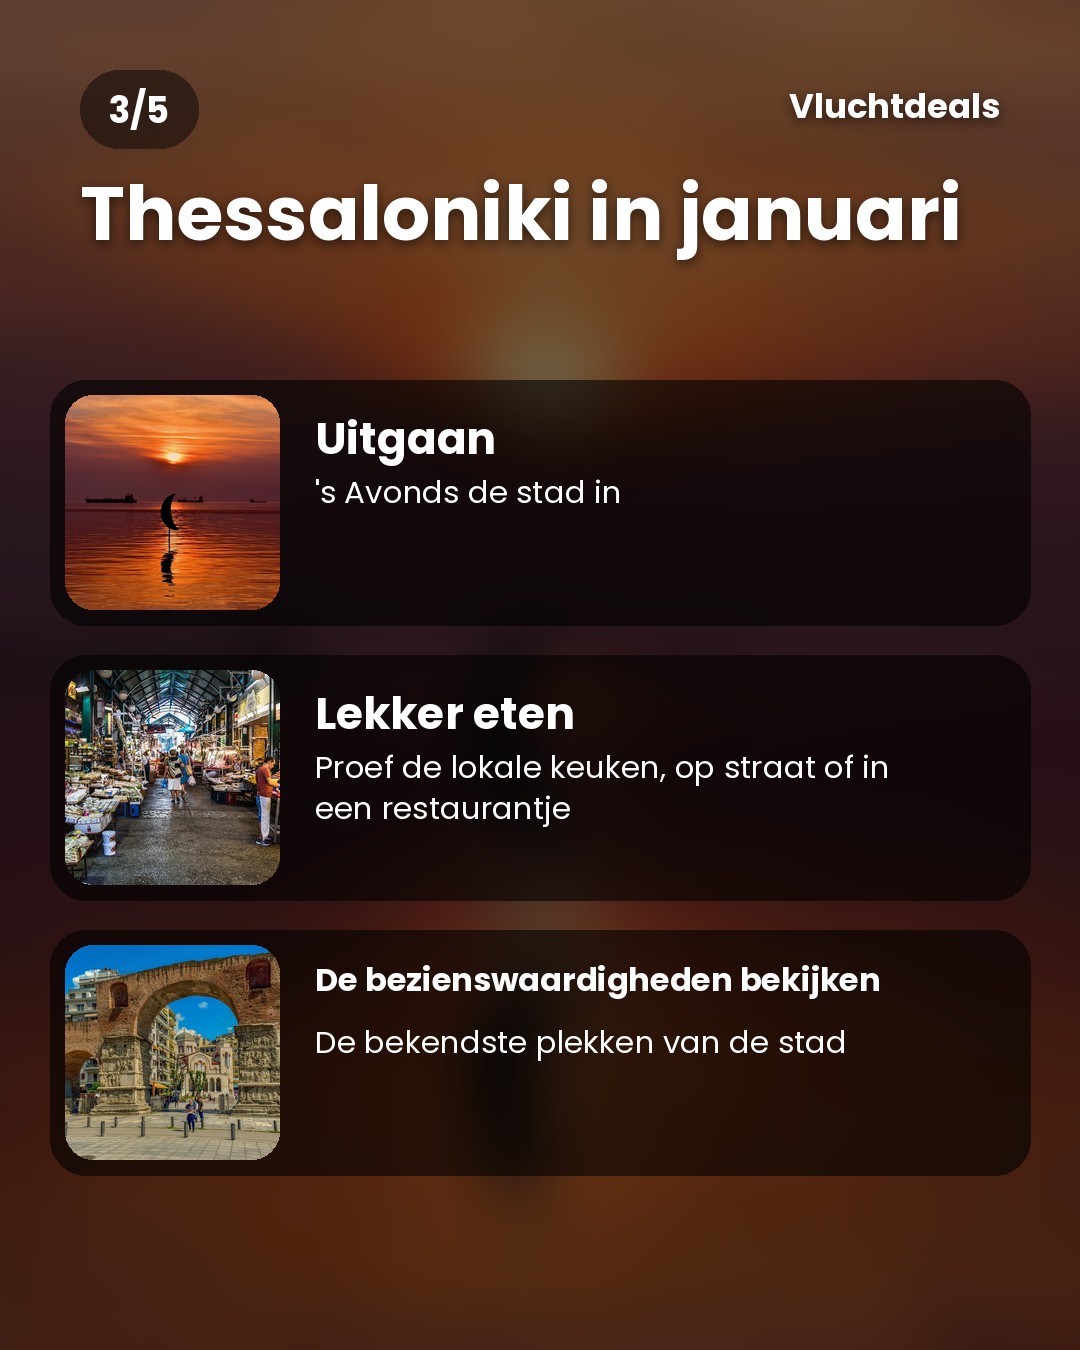 3/5
Vluchtdeals
Thessaloniki in januari
Uitgaan
's Avonds de stad in
Lekker eten
Proef de lokale keuken, op straat of in
een restaurantje
De bezienswaardigheden bekijken
De bekendste plekken van de stad